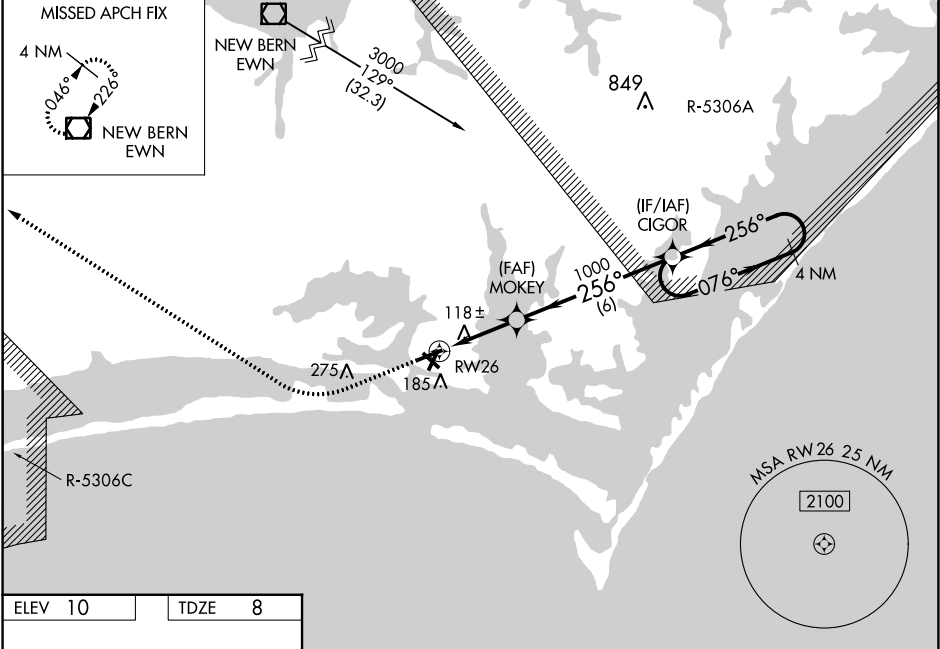 MISSED APCH FIX
4 NM
046°
226°
NEW BERN
EWN
NEW BERN
EWN
3000
129°
(32.3)
849
R-5306A
(IF/IAF)
CIGOR
256°
076°
4 NM
1000
256°
(6)
(FAF)
MOKEY
118±
RW26
275
185
R-5306C
MSA RW26 25 NM
2100
ELEV 10
TDZE 8